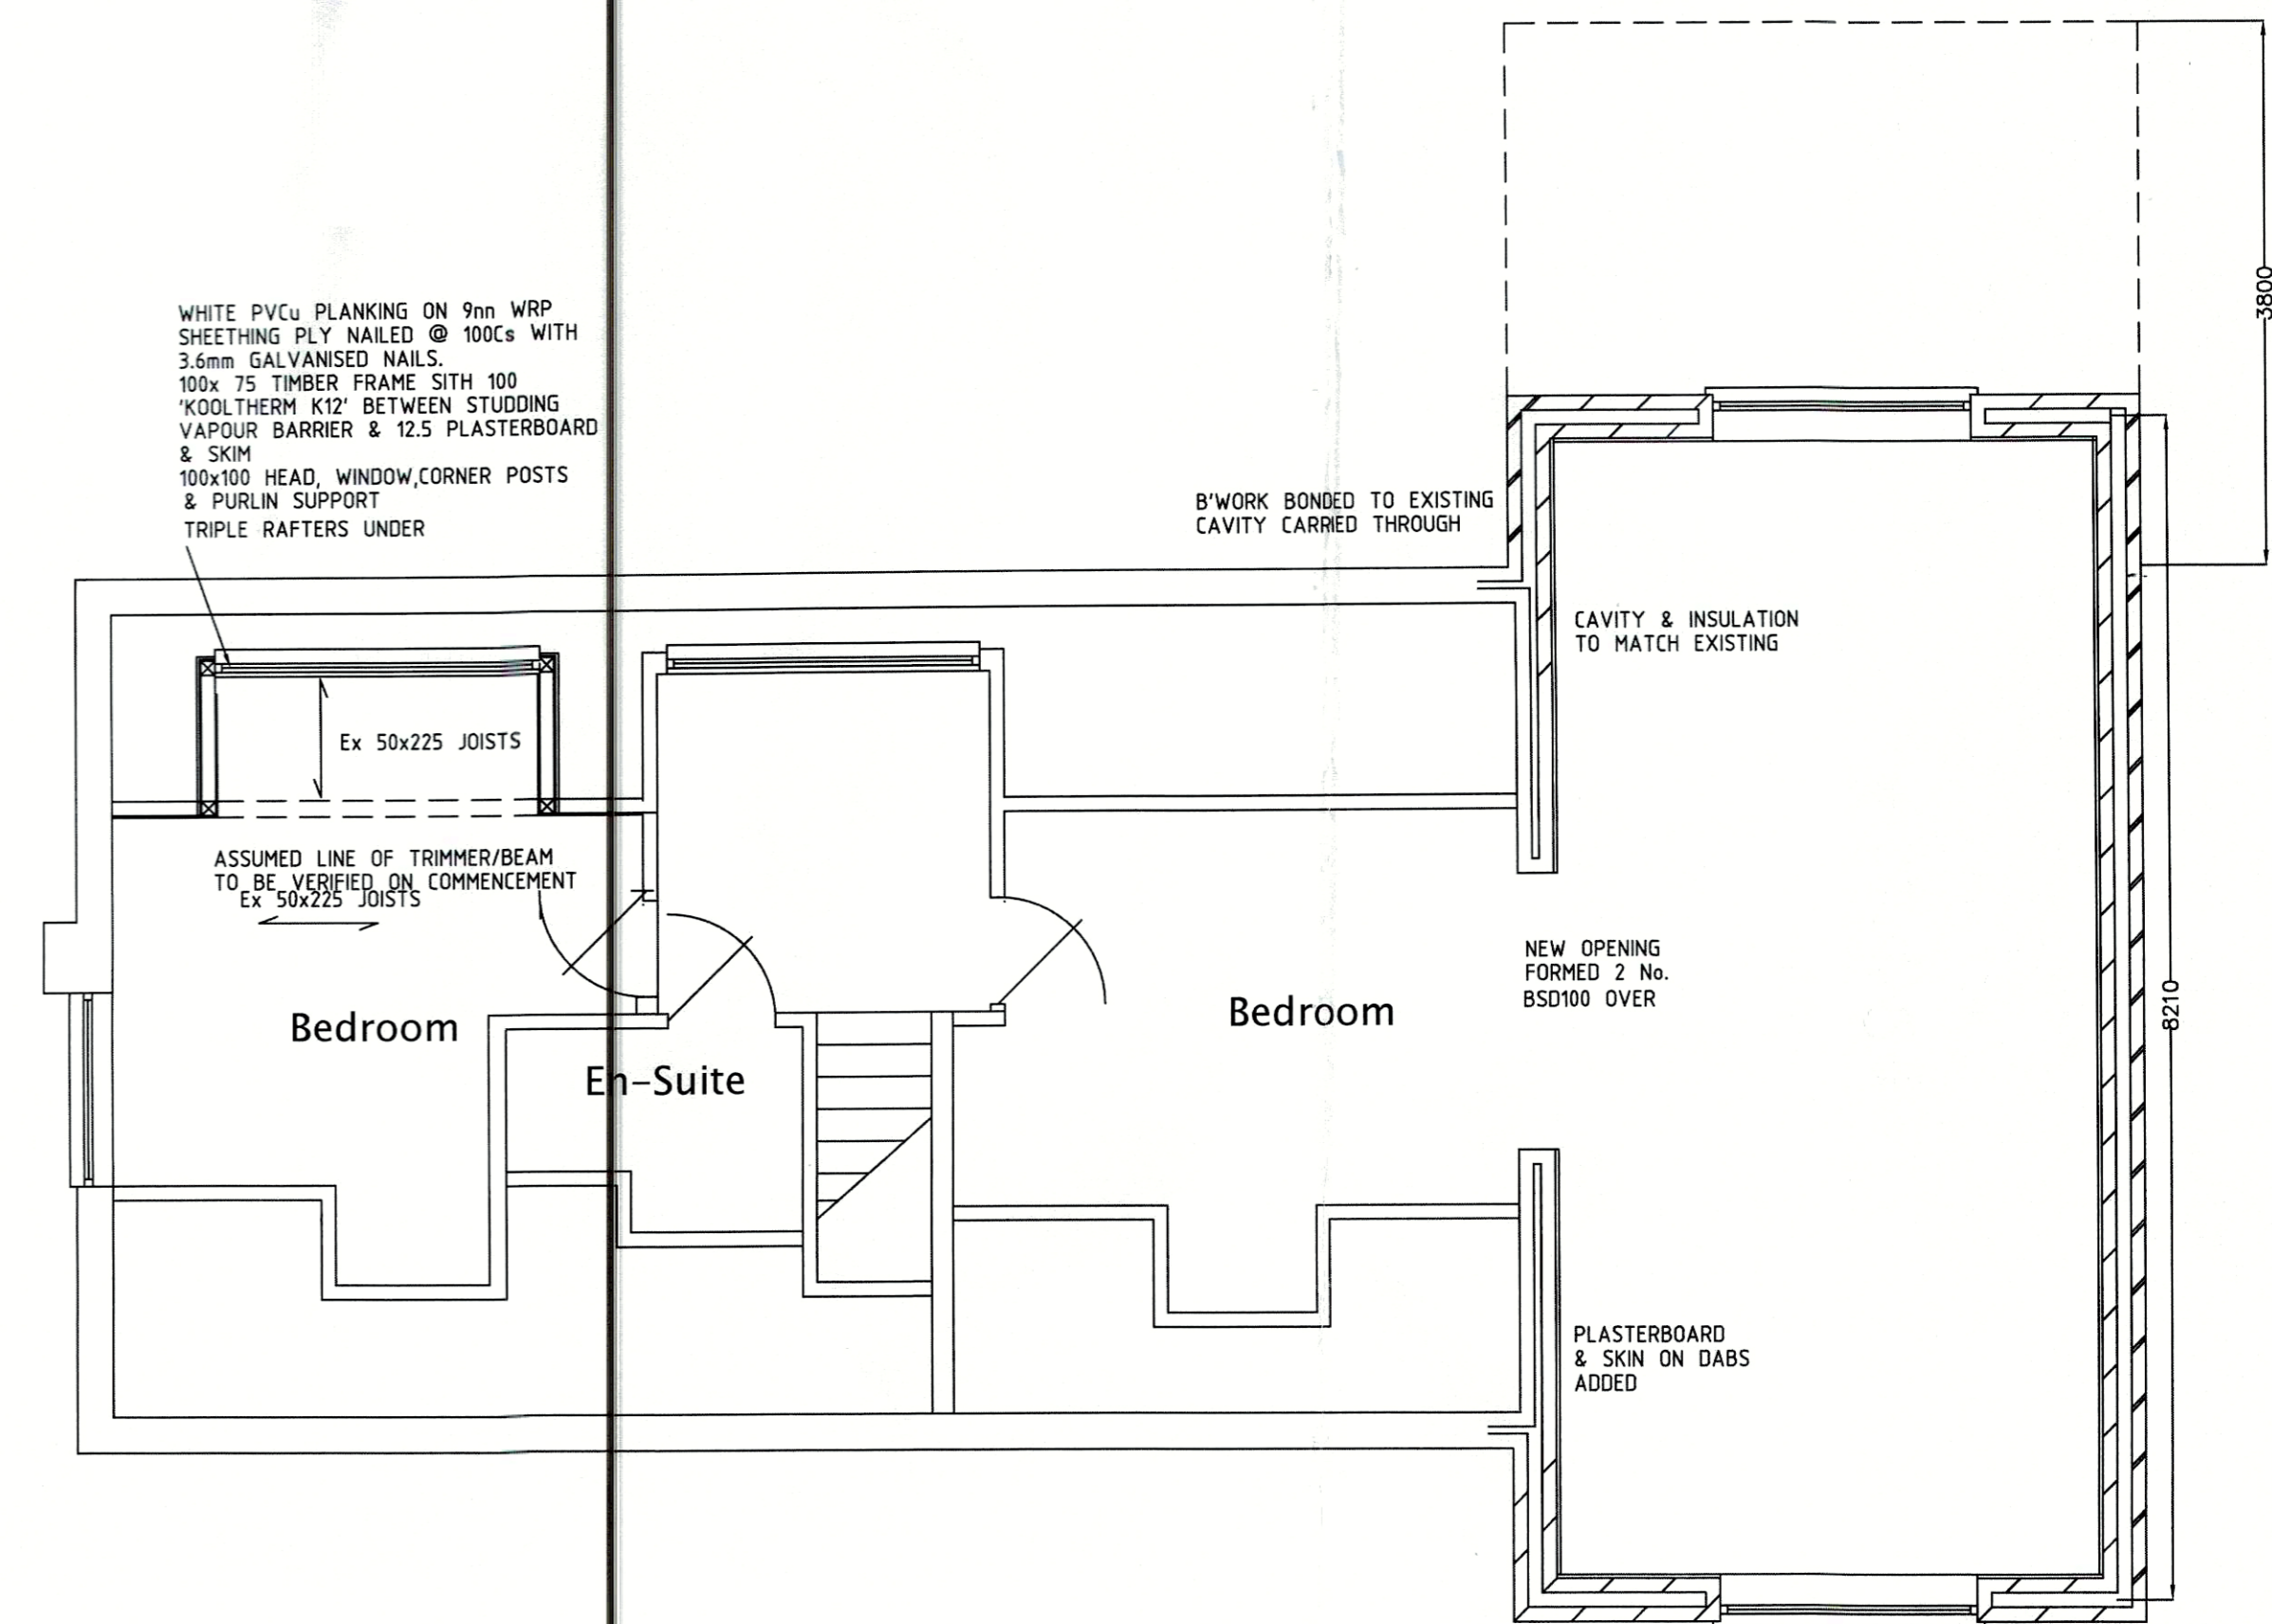 3800
WHITE PVCu PLANKING ON 9nn WRP
SHEETHING PLY NAILED @ 100Cs WITH
3.6mm GALVANISED NAILS.
100x 75 TIMBER FRAME SITH 100
'KOOLTHERM K12' BETWEEN STUDDING
VAPOUR BARRIER & 12.5 PLASTERBOARD
& SKIM
100x100 HEAD, WINDOW,CORNER POSTS
& PURLIN SUPPORT
TRIPLE RAFTERS UNDER
B'WORK BONDED TO EXISTING
CAVITY CARRIED THROUGH
CAVITY & INSULATION
TO MATCH EXISTING
Ex 50x225 JOISTS
ASSUMED LINE OF TRIMMER/BEAM
TO BE VERIFIED ON COMMENCEMENT
Ex 50x225 JOISTS
NEW OPENING
FORMED 2 No.
BSD100 OVER
8210
Bedroom
Bedroom
En-Suite
PLASTERBOARD
& SKIN ON DABS
ADDED